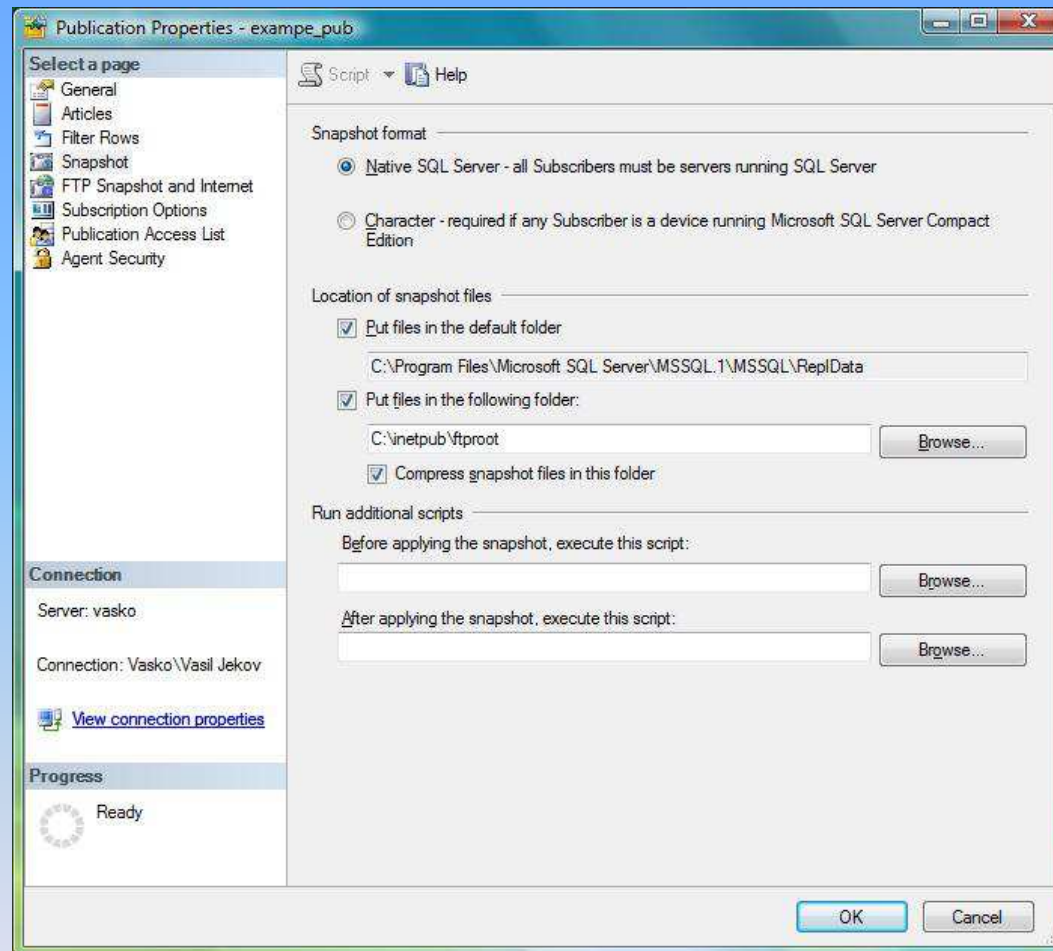 Publication Properties - exampe_pub
Select a page
General
Articles
Filter Rows
Snapshot
FTP Snapshot and Internet
Subscription Options
Publication Access List
Agent Security
Connection
Server: vasko
Connection: Vasko\Vasil Jekov
View connection properties
Progress
Ready
Script
Help
Snapshot format
Native SQL Server - all Subscribers must be servers running SQL Server
Character - required if any Subscriber is a device running Microsoft SQL Server Compact
Edition
Location of snapshot files
Put files in the default folder
C:\Program Files\Microsoft SQL Server\MSSQL.1\MSSQL\ReplData
Put files in the following folder:
C:\inetpub\ftproot
Browse...
Compress snapshot files in this folder
Run additional scripts
Before applying the snapshot, execute this script:
Browse...
After applying the snapshot, execute this script:
Browse...
OK
Cancel